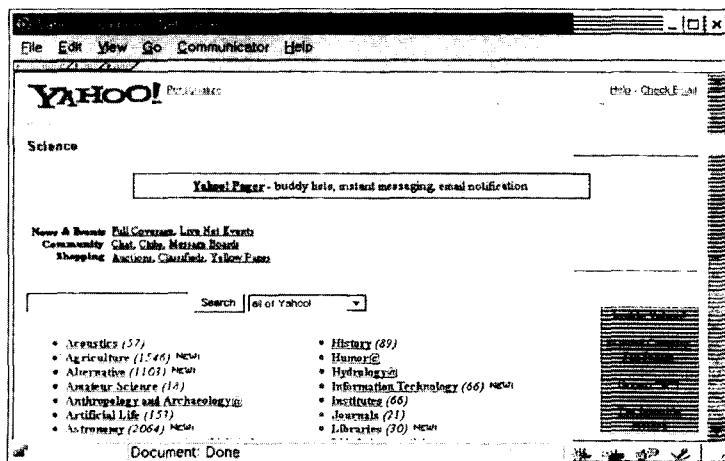 File Edit View Go Communicator Help
YAHOO! Personalize Help - Check Email
Science
Yahoo! Pager - buddy lists, instant messaging, email notification
News & Events Full Coverage, Live Net Events
Community Chat, Clubs, Message Boards
Shopping Auctions, Classifieds, Yellow Pages
Search all of Yahoo!
• Acoustics (57)
• Agriculture (1546) NEW!
• Alternative (1103) NEW!
• Amateur Science (18)
• Anthropology and Archaeology@
• Artificial Life (153)
• Astronomy (2064) NEW!
• History (89)
• Humor@
• Hydrology@
• Information Technology (66) NEW!
• Institutes (66)
• Journals (21)
• Libraries (30) NEW!
Document: Done